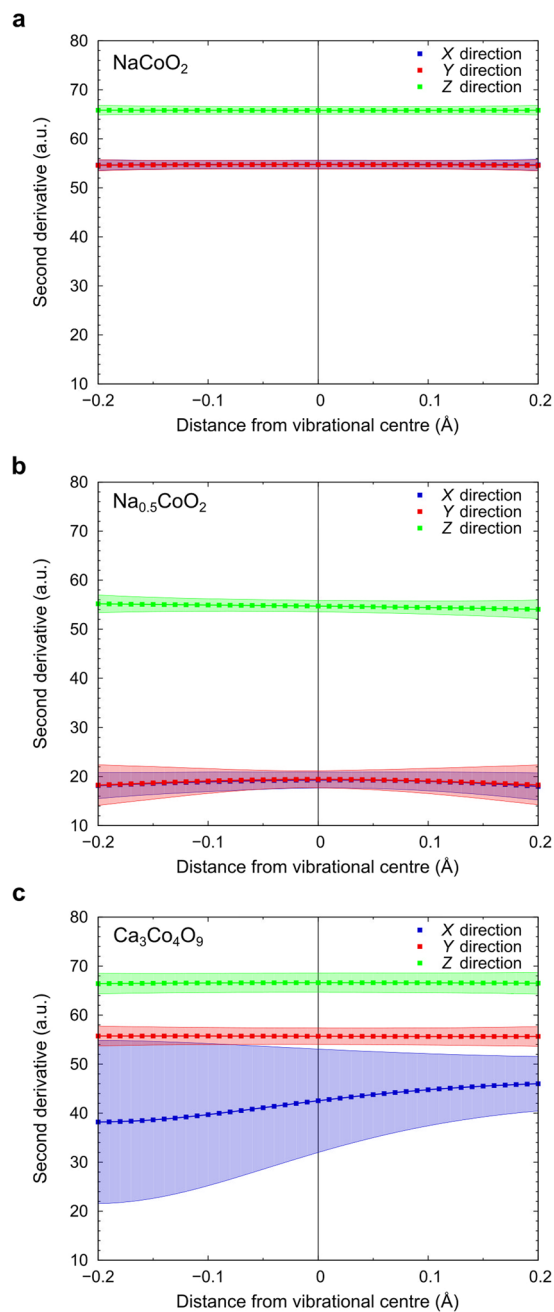 a
NaCoO₂
X direction
Y direction
Z direction
Second derivative (a.u.)
80
70
60
50
40
30
20
10
−0.2
−0.1
0
0.1
0.2
Distance from vibrational centre (Å)
b
Na₀.₅CoO₂
X direction
Y direction
Z direction
Second derivative (a.u.)
80
70
60
50
40
30
20
10
−0.2
−0.1
0
0.1
0.2
Distance from vibrational centre (Å)
c
Ca₃Co₄O₉
X direction
Y direction
Z direction
Second derivative (a.u.)
80
70
60
50
40
30
20
10
−0.2
−0.1
0
0.1
0.2
Distance from vibrational centre (Å)